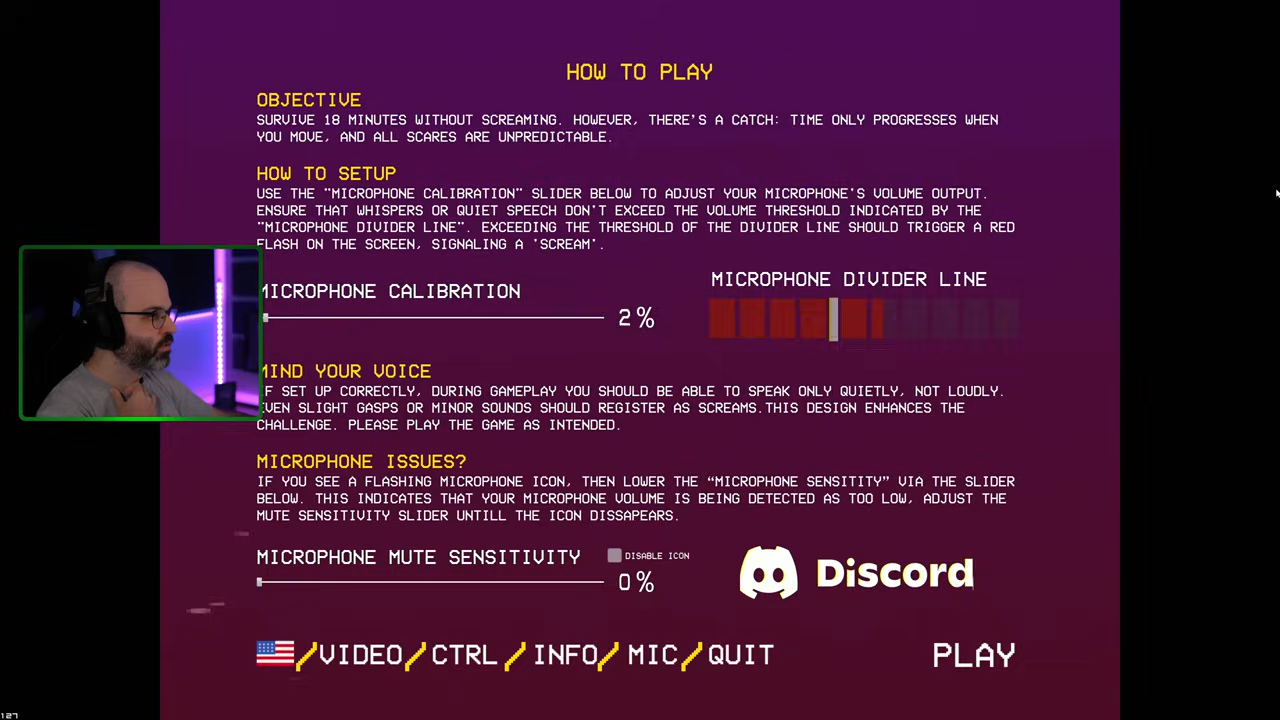 HOW TO PLAY
OBJECTIVE
SURVIVE 18 MINUTES WITHOUT SCREAMING. HOWEVER, THERE'S A CATCH: TIME ONLY PROGRESSES WHEN
YOU MOVE, AND ALL SCARES ARE UNPREDICTABLE.
HOW TO SETUP
USE THE "MICROPHONE CALIBRATION" SLIDER BELOW TO ADJUST YOUR MICROPHONE'S VOLUME OUTPUT.
ENSURE THAT WHISPERS OR QUIET SPEECH DON'T EXCEED THE VOLUME THRESHOLD INDICATED BY THE
"MICROPHONE DIVIDER LINE". EXCEEDING THE THRESHOLD OF THE DIVIDER LINE SHOULD TRIGGER A RED
FLASH ON THE SCREEN, SIGNALING A 'SCREAM'.
MICROPHONE CALIBRATION
2%
MICROPHONE DIVIDER LINE
MIND YOUR VOICE
IF SET UP CORRECTLY, DURING GAMEPLAY YOU SHOULD BE ABLE TO SPEAK ONLY QUIETLY, NOT LOUDLY.
EVEN SLIGHT GASPS OR MINOR SOUNDS SHOULD REGISTER AS SCREAMS.THIS DESIGN ENHANCES THE
CHALLENGE. PLEASE PLAY THE GAME AS INTENDED.
MICROPHONE ISSUES?
IF YOU SEE A FLASHING MICROPHONE ICON, THEN LOWER THE “MICROPHONE SENSITITY” VIA THE SLIDER
BELOW. THIS INDICATES THAT YOUR MICROPHONE VOLUME IS BEING DETECTED AS TOO LOW, ADJUST THE
MUTE SENSITIVITY SLIDER UNTILL THE ICON DISSAPEARS.
MICROPHONE MUTE SENSITIVITY
DISABLE ICON
0%
Discord
/VIDEO/CTRL/INFO/MIC/QUIT
PLAY
127